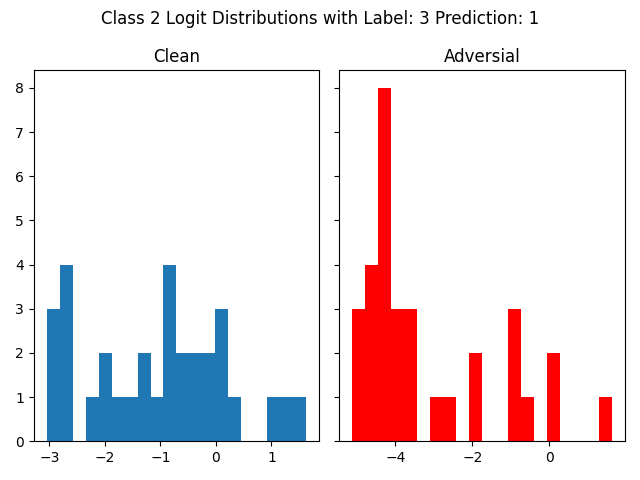 Class 2 Logit Distributions with Label: 3 Prediction: 1
Clean
Adversial
8
7
6
5
4
3
2
1
0
−3 −2 −1 0 1
−4 −2 0